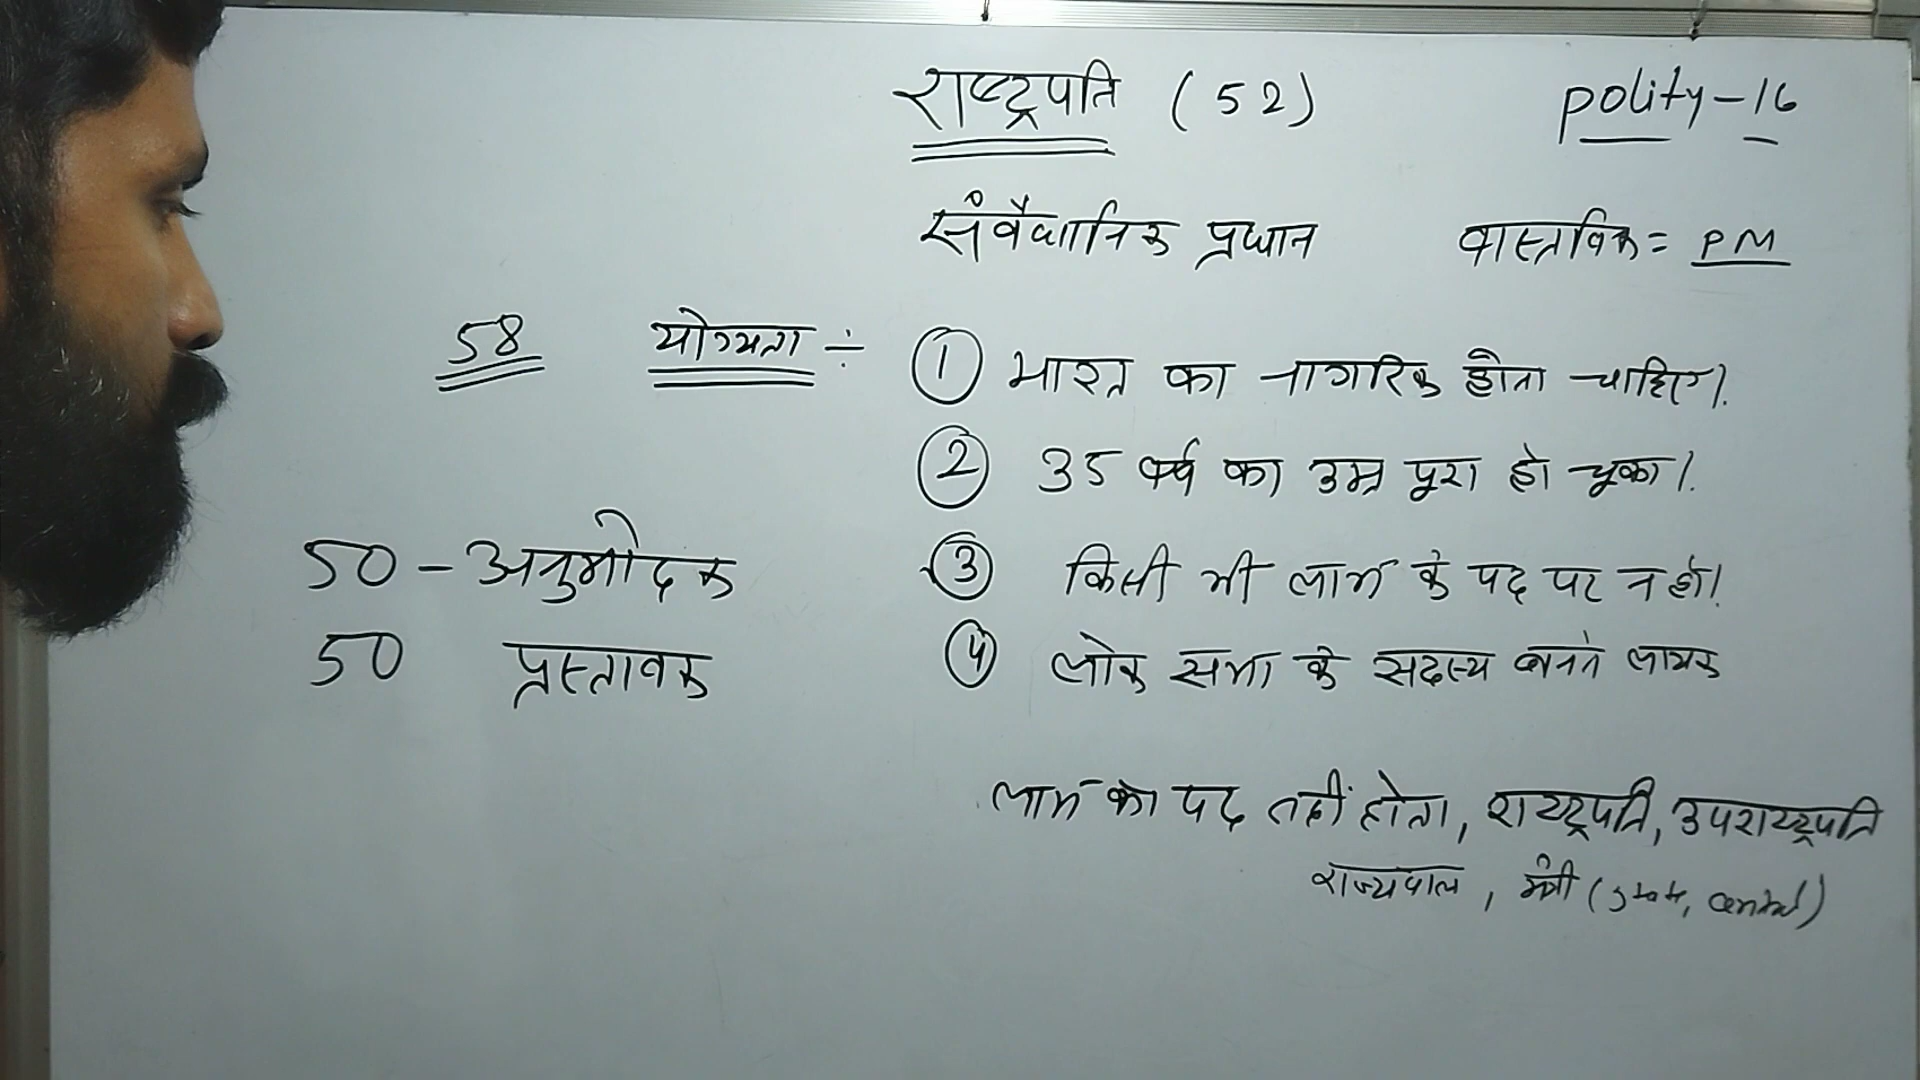 राष्ट्रपति (52)
polity-16
संवैधानिक प्रधान
वास्तविक = PM
58 योग्यता ÷
① भारत का नागरिक होना चाहिए।
② 35 वर्ष का उम्र पूरा हो चूका।
③ किसी भी लाभ के पद पर न हो।
④ लोक सभा के सदस्य बनने लायक
50 - अनुमोदक
50 प्रस्तावक
लाभ का पद नहीं होता, राष्ट्रपति, उपराष्ट्रपति
राज्यपाल, मंत्री (State, central)